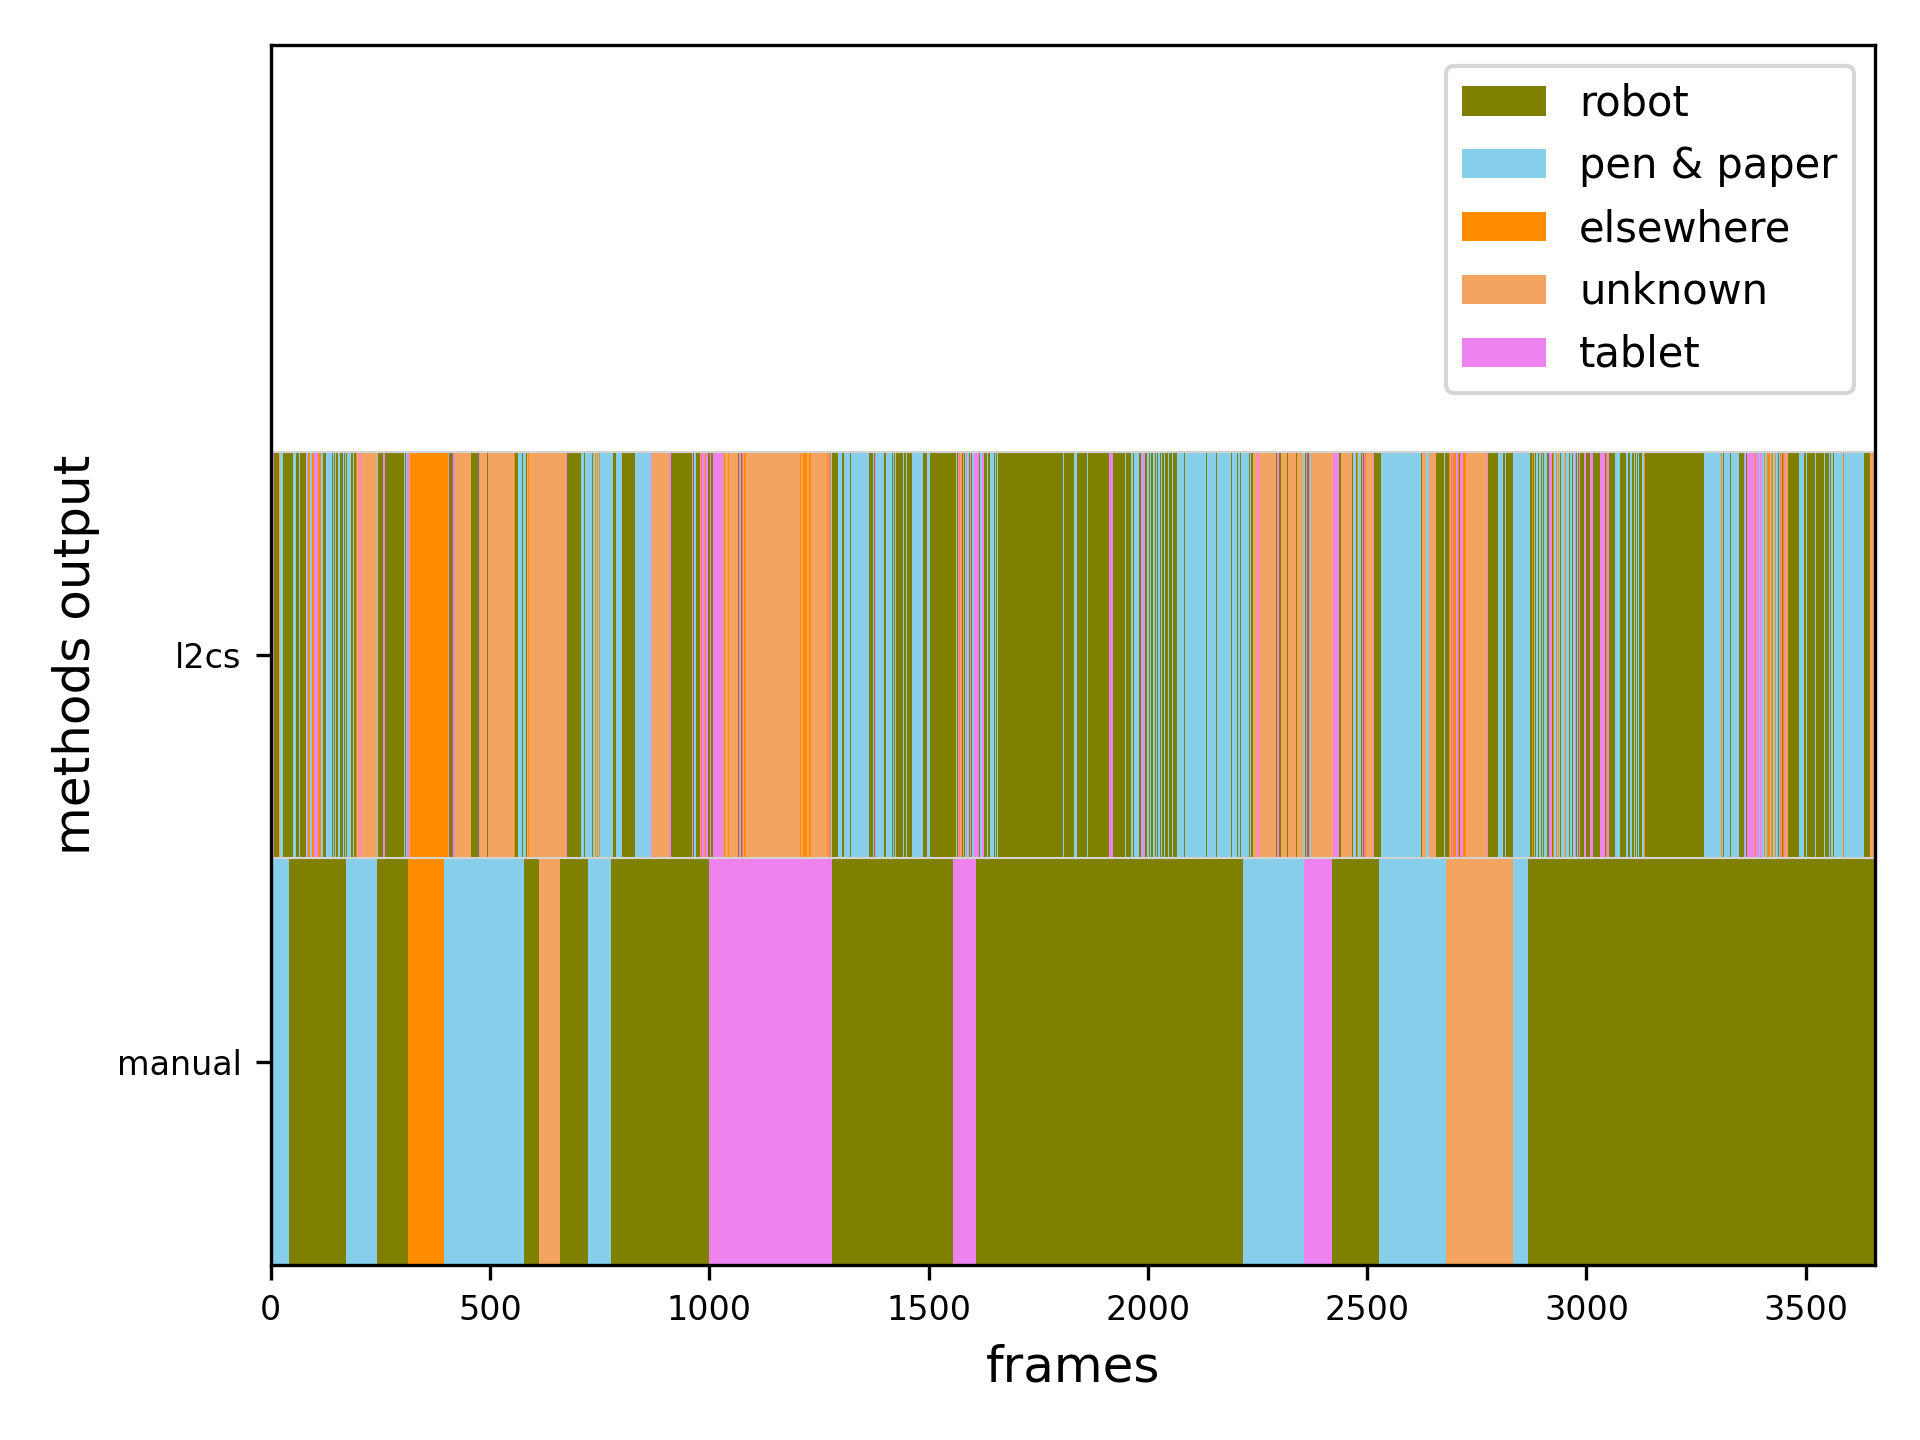 robot
pen & paper
elsewhere
unknown
tablet
methods output
l2cs
manual
0 500 1000 1500 2000 2500 3000 3500
frames